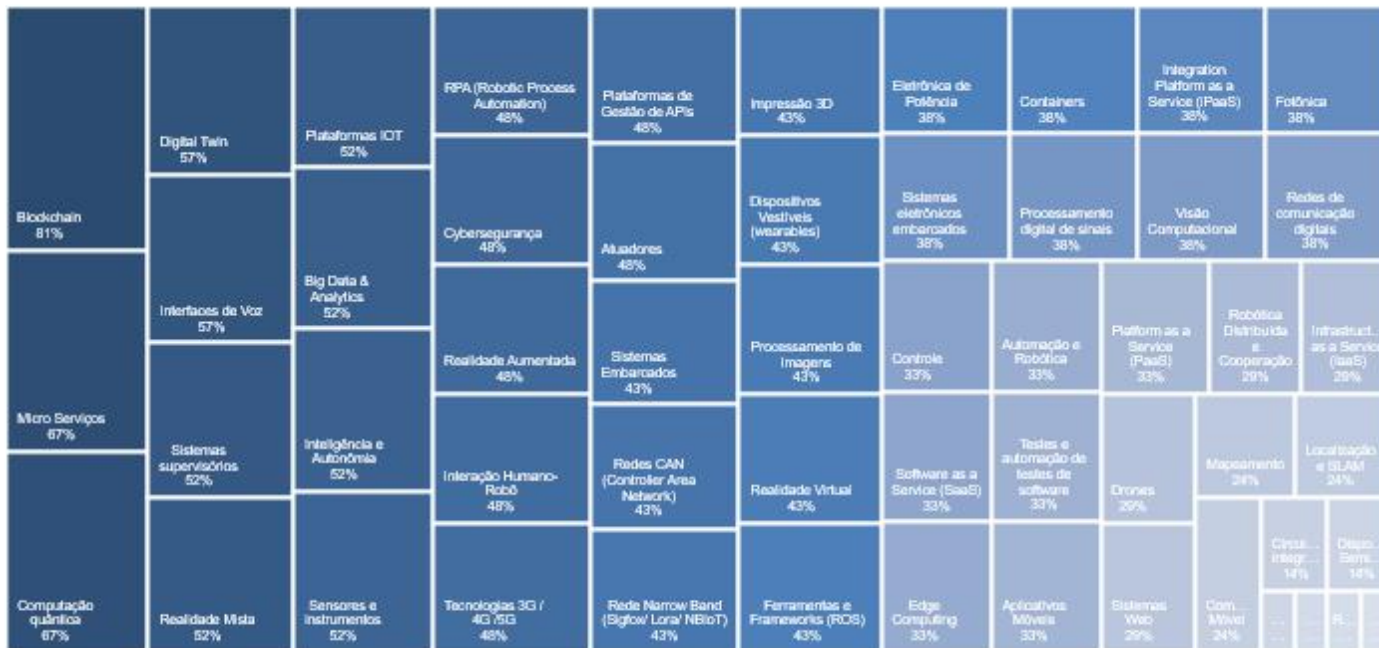 Blockchain
81%
Micro Serviços
67%
Computação
quântica
67%
Digital Twin
57%
Interfaces de Voz
57%
Sistemas
supervisórios
52%
Realidade Mista
52%
Plataformas IOT
52%
Big Data &
Analytics
52%
Inteligência e
Autonômia
52%
Sensores e
instrumentos
52%
RPA (Robotic Process
Automation)
48%
Cybersegurança
48%
Realidade Aumentada
48%
Interação Humano-
Robô
48%
Tecnologias 3G /
4G /5G
48%
Plataformas de
Gestão de APIs
48%
Atuadores
48%
Sistemas
Embarcados
43%
Redes CAN
(Controller Area
Network)
43%
Rede Narrow Band
(Sigfox/ Lora/ NBIoT)
43%
Impressão 3D
43%
Dispositivos
Vestíveis
(wearables)
43%
Processamento de
Imagens
43%
Realidade Virtual
43%
Ferramentas e
Frameworks (ROS)
43%
Eletrônica de
Potência
38%
Containers
38%
Integration
Platform as a
Service (iPaaS)
38%
Fotônica
38%
Sistemas
eletrônicos
embarcados
38%
Processamento
digital de sinais
38%
Visão
Computacional
38%
Redes de
comunicação
digitais
38%
Controle
33%
Automação e
Robótica
33%
Platform as a
Service
(PaaS)
33%
Robótica
Distribuída
e
Cooperação
29%
Infrastruct...
as a Service
(IaaS)
29%
Software as a
Service (SaaS)
33%
Testes e
automação de
testes de
software
33%
Drones
29%
Mapeamento
24%
Localização
e SLAM
24%
Edge
Computing
33%
Aplicativos
Móveis
33%
Sistemas
Web
29%
Com...
Móvel
24%
Circui...
integr...
14%
Dispo...
Semi...
14%
...
...
...
...
R...
...
...